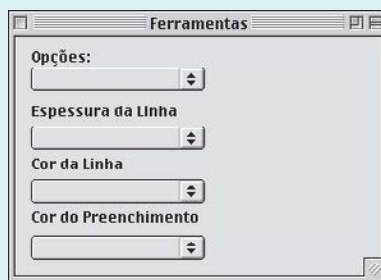 Ferramentas
Opções:
Espessura da Linha
Cor da Linha
Cor do Preenchimento